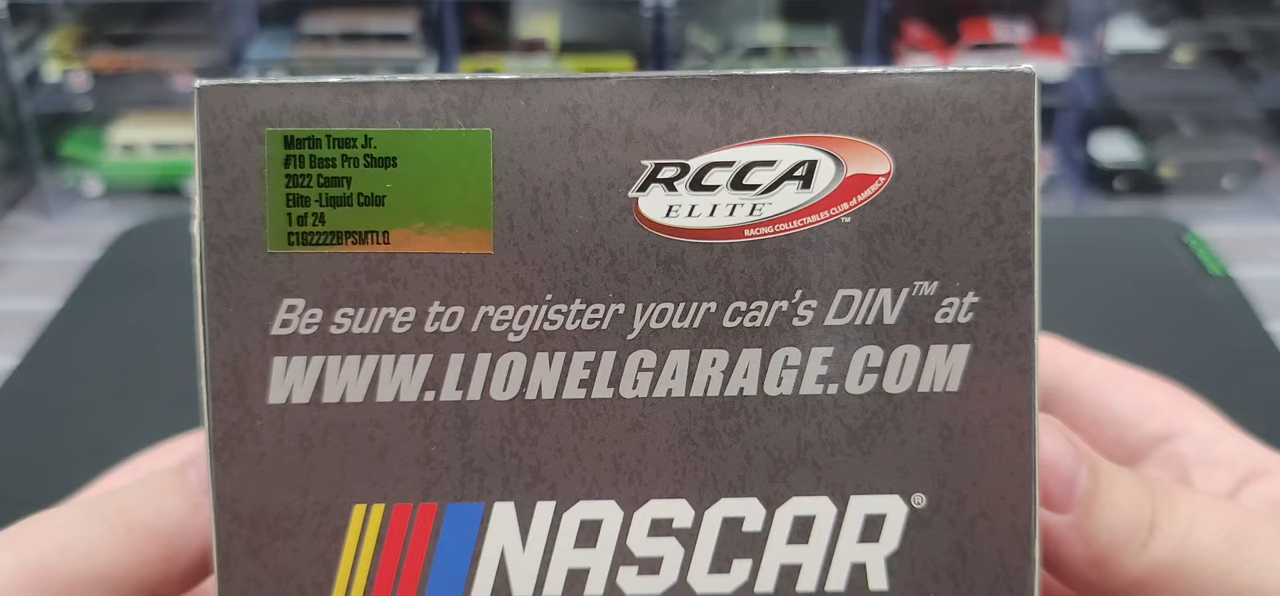 Martin Truex Jr.
#19 Bass Pro Shops
2022 Camry
Elite -Liquid Color
1 of 24
C192222BPSMTLQ
RCCA
ELITE™
RACING COLLECTABLES CLUB of AMERICA
™
Be sure to register your car's DIN™ at
WWW.LIONELGARAGE.COM
NASCAR®